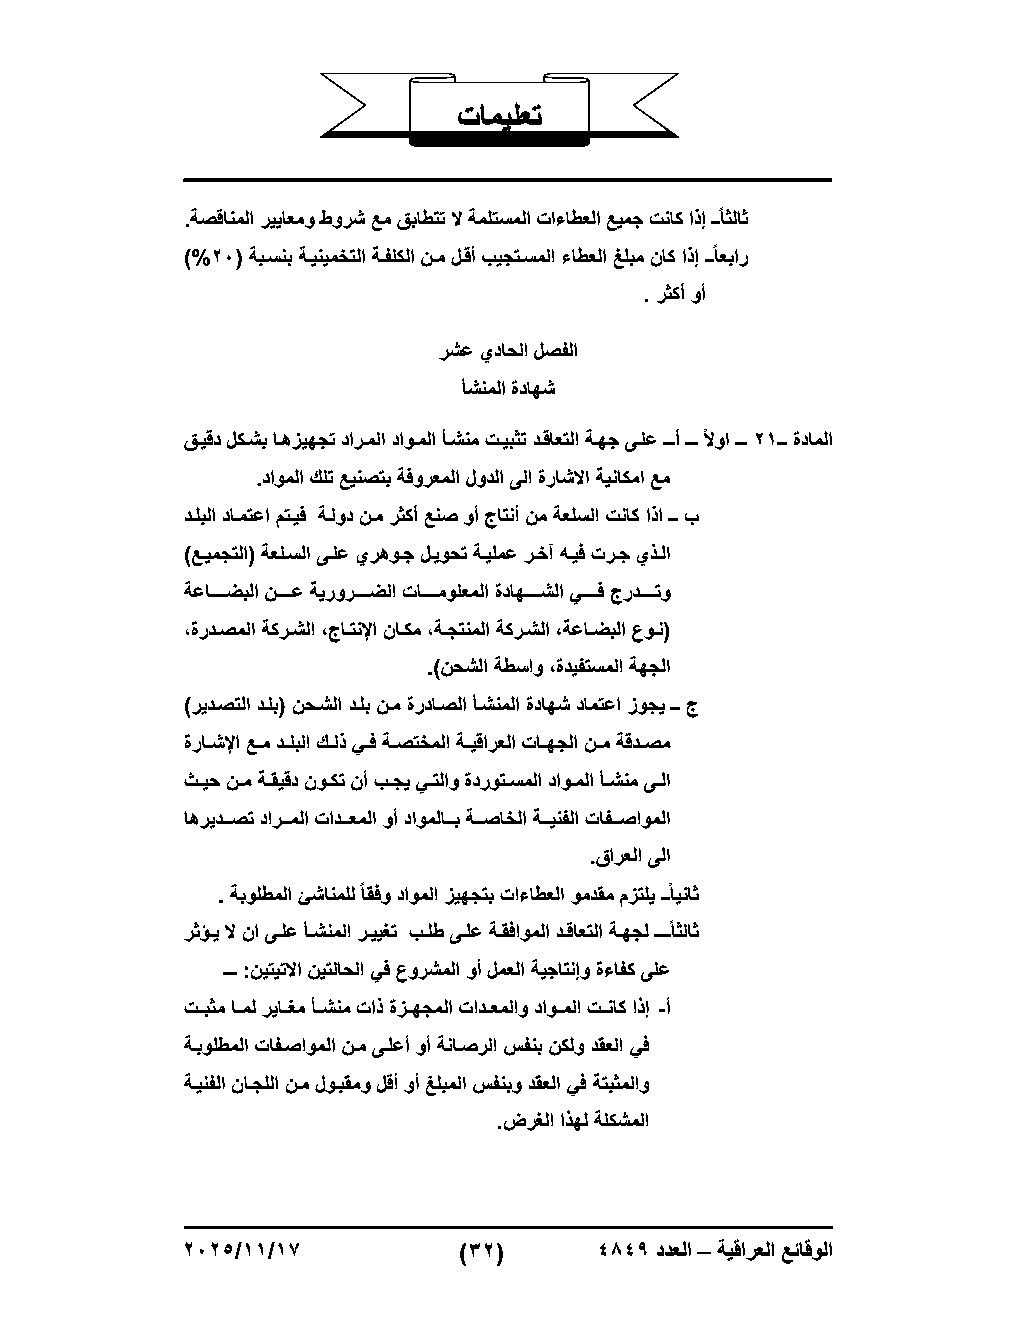 تعليمات
ثالثاً– إذا كانت جميع العطاءات المستلمة لا تتطابق مع شروط ومعايير المناقصة.
رابعاً– إذا كان مبلغ العطاء المستجيب أقل من الكلفة التخمينية بنسبة (٢٠%)
أو أكثر .
الفصل الحادي عشر
شهادة المنشأ
المادة –٢١ – اولاً – أ– على جهة التعاقد تثبيت منشأ المواد المراد تجهيزها بشكل دقيق
مع امكانية الاشارة الى الدول المعروفة بتصنيع تلك المواد.
ب – اذا كانت السلعة من أنتاج أو صنع أكثر من دولة فيتم اعتماد البلد
الذي جرت فيه آخر عملية تحويل جوهري على السلعة (التجميع)
وتدرج في الشهادة المعلومات الضرورية عن البضاعة
(نوع البضاعة، الشركة المنتجة، مكان الإنتاج، الشركة المصدرة،
الجهة المستفيدة، واسطة الشحن).
ج – يجوز اعتماد شهادة المنشأ الصادرة من بلد الشحن (بلد التصدير)
مصدقة من الجهات العراقية المختصة في ذلك البلد مع الإشارة
الى منشأ المواد المستوردة والتي يجب أن تكون دقيقة من حيث
المواصفات الفنية الخاصة بالمواد أو المعدات المراد تصديرها
الى العراق.
ثانياً– يلتزم مقدمو العطاءات بتجهيز المواد وفقاً للمناشئ المطلوبة .
ثالثاً– لجهة التعاقد الموافقة على طلب تغيير المنشأ على ان لا يؤثر
على كفاءة وإنتاجية العمل أو المشروع في الحالتين الاتيتين: –
أ- إذا كانت المواد والمعدات المجهزة ذات منشأ مغاير لما مثبت
في العقد ولكن بنفس الرصانة أو أعلى من المواصفات المطلوبة
والمثبتة في العقد وبنفس المبلغ أو أقل ومقبول من اللجان الفنية
المشكلة لهذا الغرض.
الوقائع العراقية – العدد ٤٨٤٩ (٣٢) ٢٠٢٥/١١/١٧